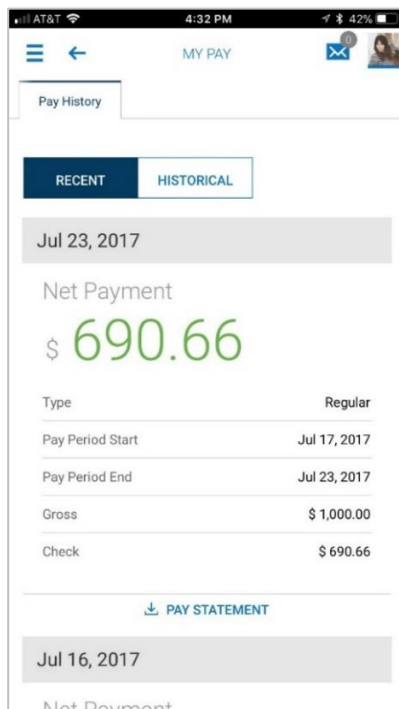 AT&T 4:32 PM 42%
MY PAY 0
Pay History
RECENT HISTORICAL
Jul 23, 2017
Net Payment
$ 690.66
Type Regular
Pay Period Start Jul 17, 2017
Pay Period End Jul 23, 2017
Gross $ 1,000.00
Check $ 690.66
PAY STATEMENT
Jul 16, 2017
Net Payment